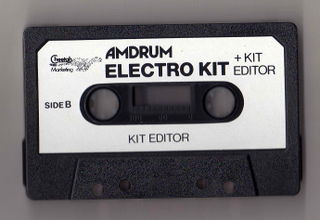 Cheetah Marketing
AMDRUM
ELECTRO KIT + KIT EDITOR
SIDE B
KIT EDITOR